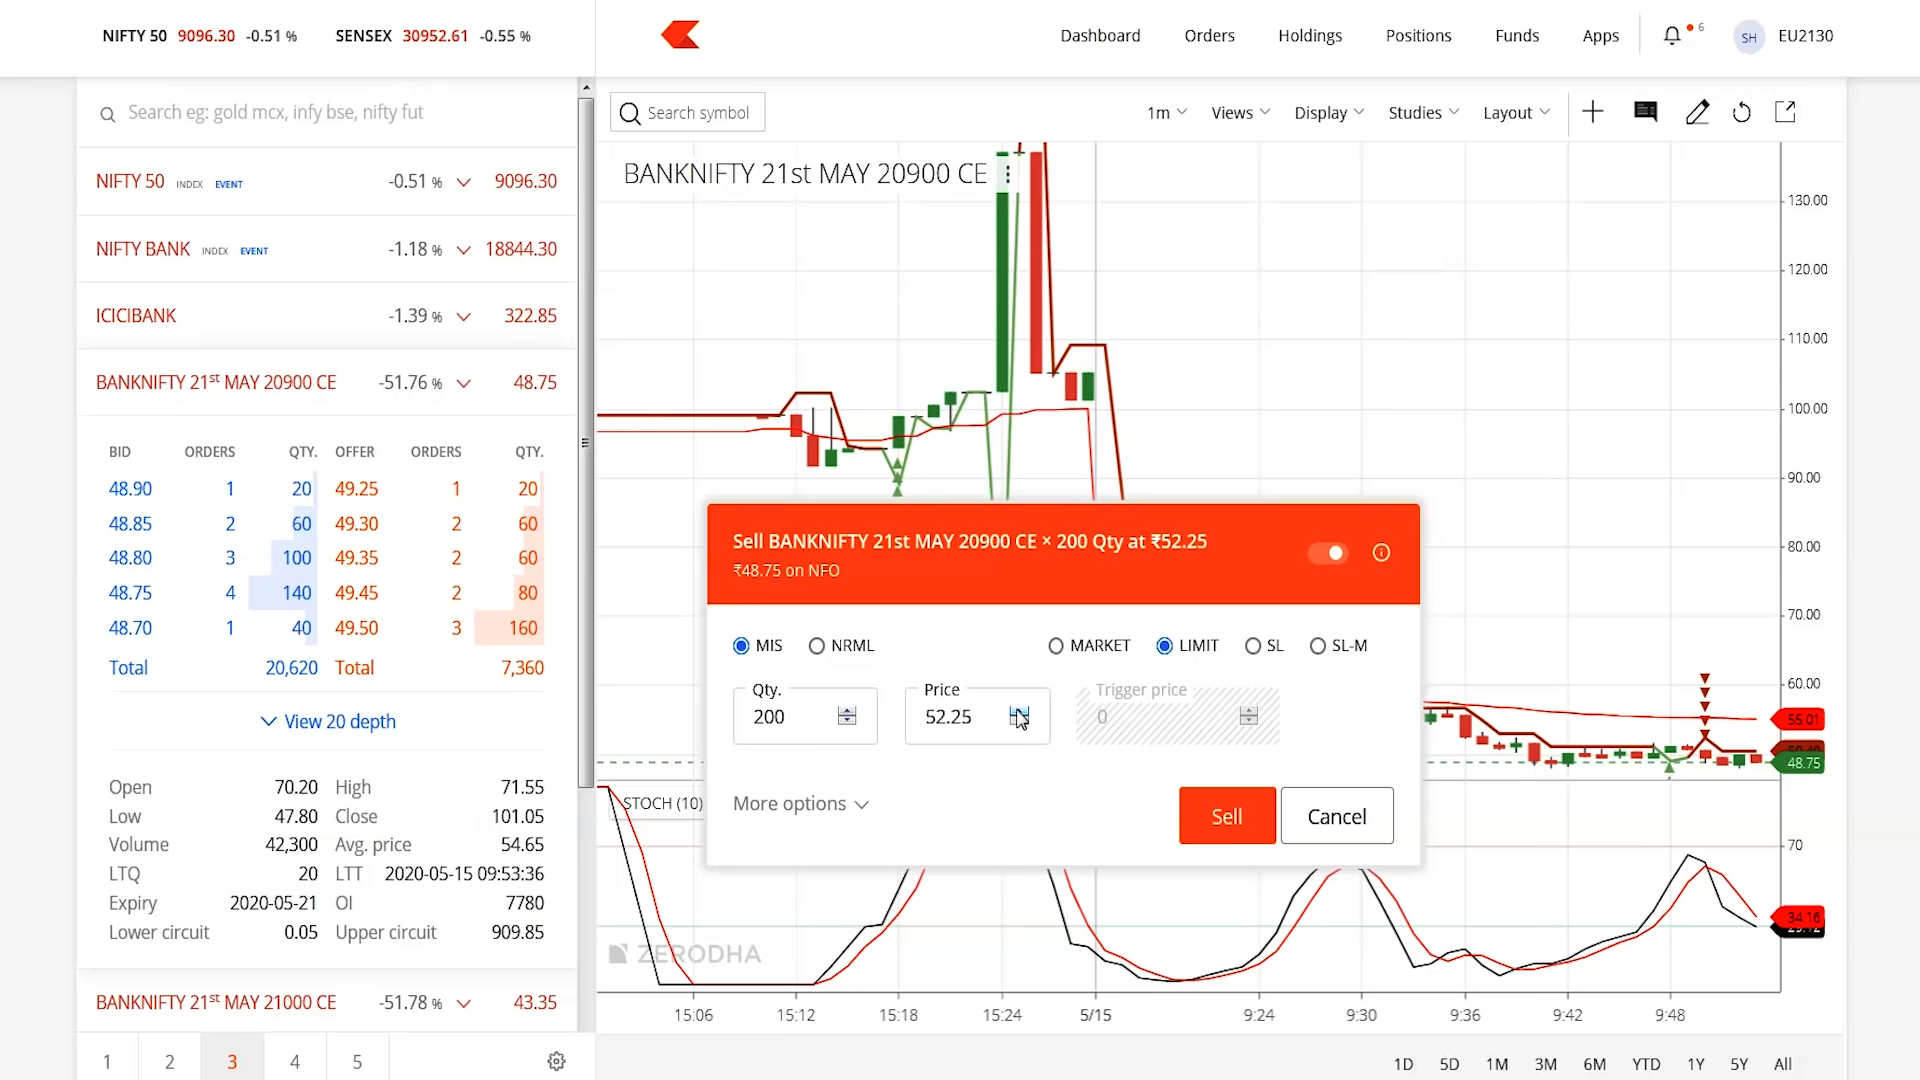 NIFTY 50 9096.30 -0.51 % SENSEX 30952.61 -0.55 %
Dashboard Orders Holdings Positions Funds Apps 6 SH EU2130
Search eg: gold mcx, infy bse, nifty fut
NIFTY 50 INDEX EVENT -0.51 % 9096.30
NIFTY BANK INDEX EVENT -1.18 % 18844.30
ICICIBANK -1.39 % 322.85
BANKNIFTY 21st MAY 20900 CE -51.76 % 48.75
BID ORDERS QTY. OFFER ORDERS QTY.
48.90 1 20 49.25 1 20
48.85 2 60 49.30 2 60
48.80 3 100 49.35 2 60
48.75 4 140 49.45 2 80
48.70 1 40 49.50 3 160
Total 20,620 Total 7,360
View 20 depth
Open 70.20 High 71.55
Low 47.80 Close 101.05
Volume 42,300 Avg. price 54.65
LTQ 20 LTT 2020-05-15 09:53:36
Expiry 2020-05-21 OI 7780
Lower circuit 0.05 Upper circuit 909.85
BANKNIFTY 21st MAY 21000 CE -51.78 % 43.35
1 2 3 4 5
Search symbol 1m Views Display Studies Layout
BANKNIFTY 21st MAY 20900 CE
130.00
120.00
110.00
100.00
90.00
80.00
70.00
60.00
55.01
48.75
Sell BANKNIFTY 21st MAY 20900 CE × 200 Qty at ₹52.25
₹48.75 on NFO
MIS NRML MARKET LIMIT SL SL-M
Qty. Price Trigger price
200 52.25 0
More options Sell Cancel
STOCH (10)
70
34.16
ZERODHA
15:06 15:12 15:18 15:24 5/15 9:24 9:30 9:36 9:42 9:48
1D 5D 1M 3M 6M YTD 1Y 5Y All